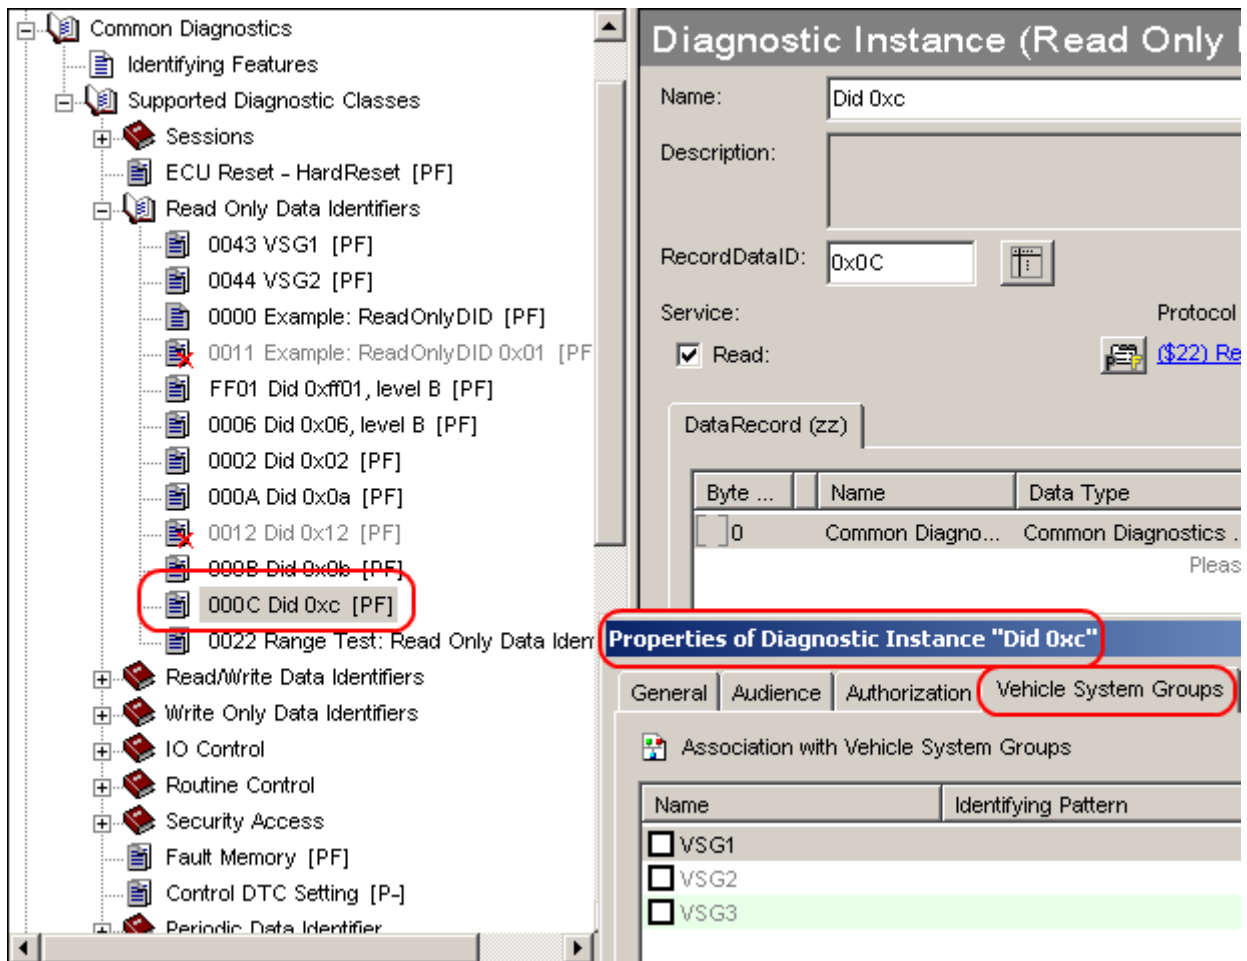 Common Diagnostics
Identifying Features
Supported Diagnostic Classes
Sessions
ECU Reset - HardReset [PF]
Read Only Data Identifiers
0043 VSG1 [PF]
0044 VSG2 [PF]
0000 Example: ReadOnlyDID [PF]
0011 Example: ReadOnlyDID 0x01 [PF
FF01 Did 0xff01, level B [PF]
0006 Did 0x06, level B [PF]
0002 Did 0x02 [PF]
000A Did 0x0a [PF]
0012 Did 0x12 [PF]
000B Did 0x0b [PF]
000C Did 0xc [PF]
0022 Range Test: Read Only Data Iden
Read/Write Data Identifiers
Write Only Data Identifiers
IO Control
Routine Control
Security Access
Fault Memory [PF]
Control DTC Setting [P-]
Periodic Data Identifier
Diagnostic Instance (Read Only
Name: Did 0xc
Description:
RecordDataID: 0x0C
Service: Protocol
Read: ($22) Re
DataRecord (zz)
Byte ... Name Data Type
0 Common Diagno... Common Diagnostics .
Pleas
Properties of Diagnostic Instance "Did 0xc"
General Audience Authorization Vehicle System Groups
Association with Vehicle System Groups
Name Identifying Pattern
VSG1
VSG2
VSG3